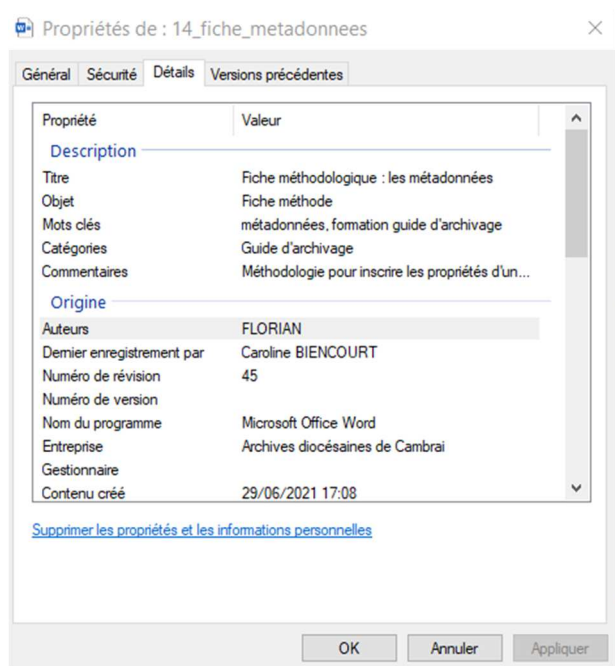 Propriétés de : 14_fiche_metadonnees
Général Sécurité Détails Versions précédentes
Propriété Valeur
Description
Titre Fiche méthodologique : les métadonnées
Objet Fiche méthode
Mots clés métadonnées, formation guide d'archivage
Catégories Guide d'archivage
Commentaires Méthodologie pour inscrire les propriétés d'un...
Origine
Auteurs FLORIAN
Dernier enregistrement par Caroline BIENCOURT
Numéro de révision 45
Numéro de version
Nom du programme Microsoft Office Word
Entreprise Archives diocésaines de Cambrai
Gestionnaire
Contenu créé 29/06/2021 17:08
Supprimer les propriétés et les informations personnelles
OK Annuler Appliquer